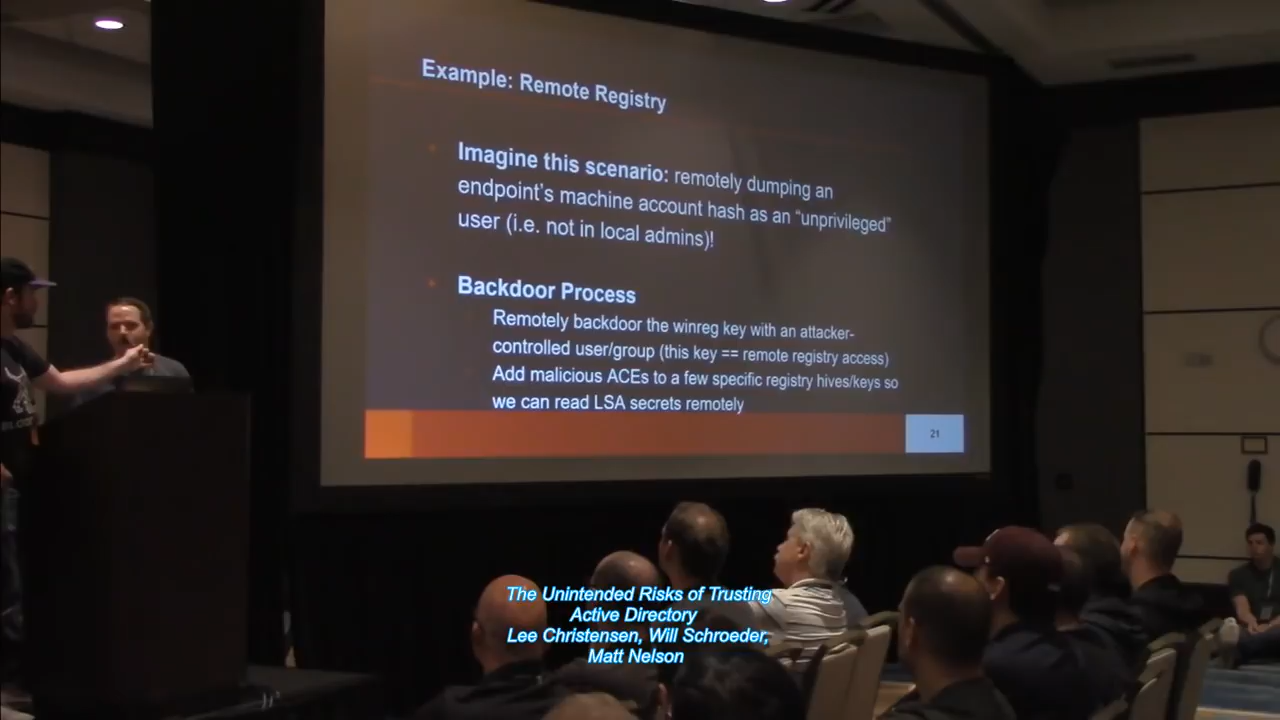 Example: Remote Registry
Imagine this scenario: remotely dumping an
endpoint's machine account hash as an "unprivileged"
user (i.e. not in local admins)!
Backdoor Process
Remotely backdoor the winreg key with an attacker-
controlled user/group (this key == remote registry access)
Add malicious ACEs to a few specific registry hives/keys so
we can read LSA secrets remotely
21
The Unintended Risks of Trusting
Active Directory
Lee Christensen, Will Schroeder,
Matt Nelson